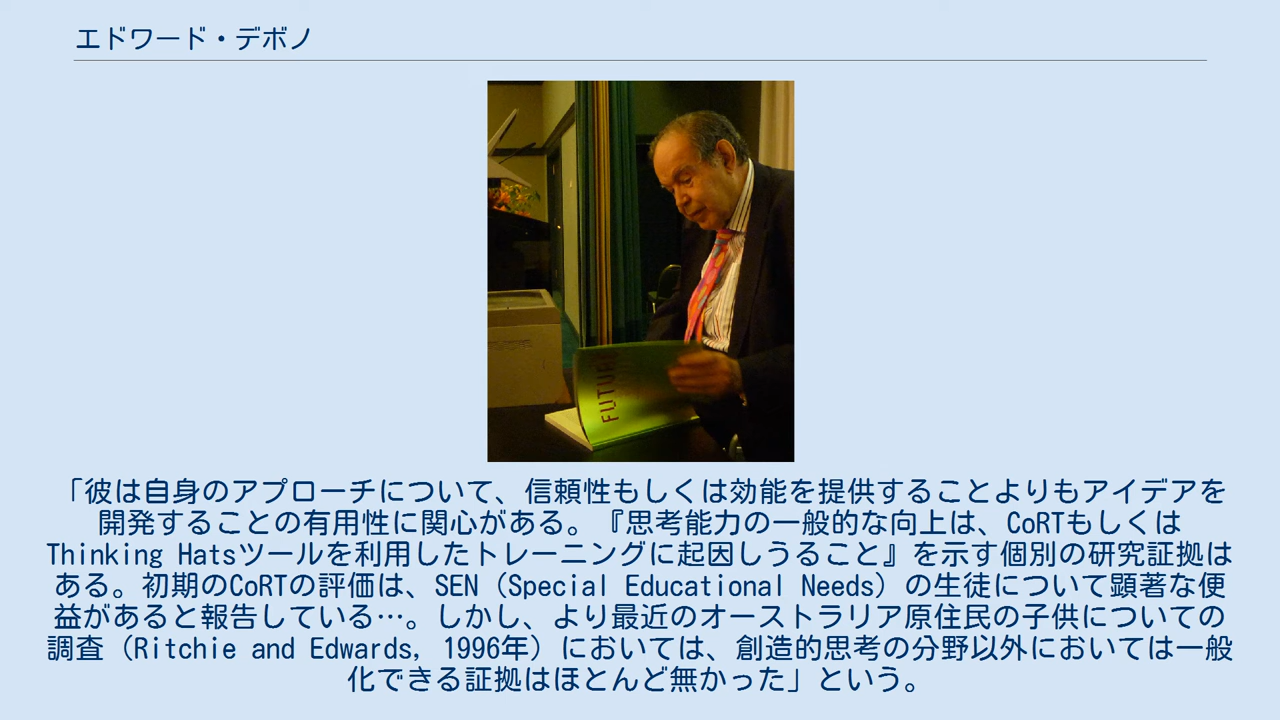 エドワード・デボノ
FUTUR
「彼は自身のアプローチについて、信頼性もしくは効能を提供することよりもアイデアを
開発することの有用性に関心がある。『思考能力の一般的な向上は、CoRTもしくは
Thinking Hatsツールを利用したトレーニングに起因しうること』を示す個別の研究証拠は
ある。初期のCoRTの評価は、SEN（Special Educational Needs）の生徒について顕著な便
益があると報告している…。しかし、より最近のオーストラリア原住民の子供についての
調査（Ritchie and Edwards, 1996年）においては、創造的思考の分野以外においては一般
化できる証拠はほとんど無かった」という。